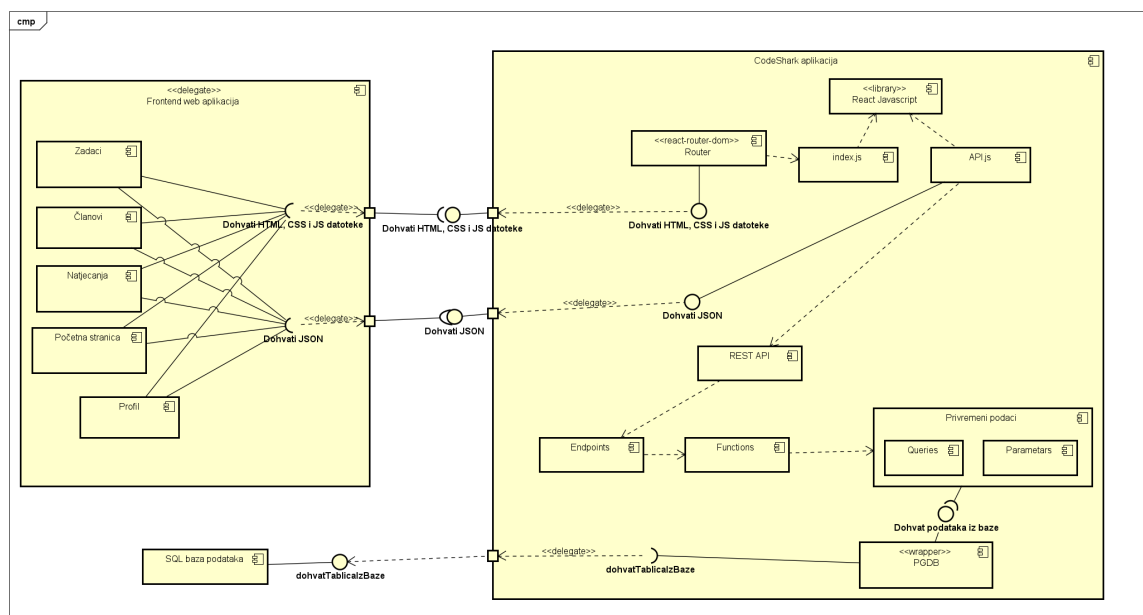 cmp
CodeShark aplikacija
<<delegate>>
Frontend web aplikacija
<<library>>
React Javascript
Zadaci
<<react-router-dom>>
Router
index.js
API.js
Članovi
<<delegate>>
Dohvati HTML, CSS i JS datoteke
Dohvati HTML, CSS i JS datoteke
<<delegate>>
Dohvati HTML, CSS i JS datoteke
Natjecanja
<<delegate>>
Dohvati JSON
Dohvati JSON
<<delegate>>
Dohvati JSON
Početna stranica
REST API
Profil
Privremeni podaci
Endpoints
Functions
Queries
Parametars
Dohvat podataka iz baze
SQL baza podataka
dohvatTablicaIzBaze
<<delegate>>
dohvatTablicaIzBaze
<<wrapper>>
PGDB